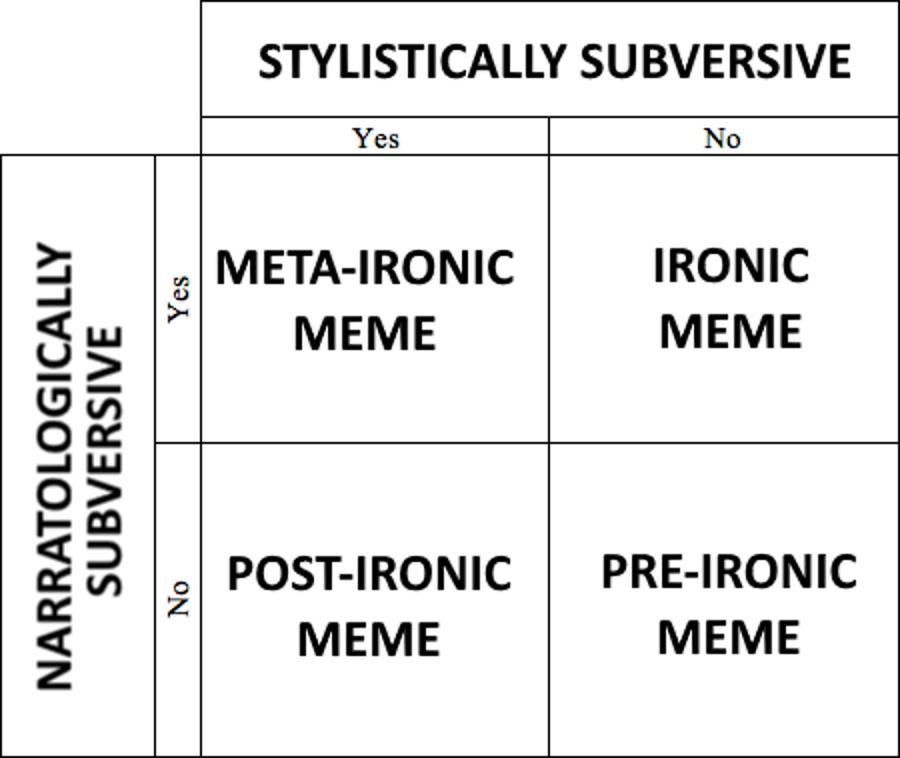 STYLISTICALLY SUBVERSIVE
Yes
No
NARRATOLOGICALLY
SUBVERSIVE
Yes
META-IRONIC
MEME
IRONIC
MEME
No
POST-IRONIC
MEME
PRE-IRONIC
MEME